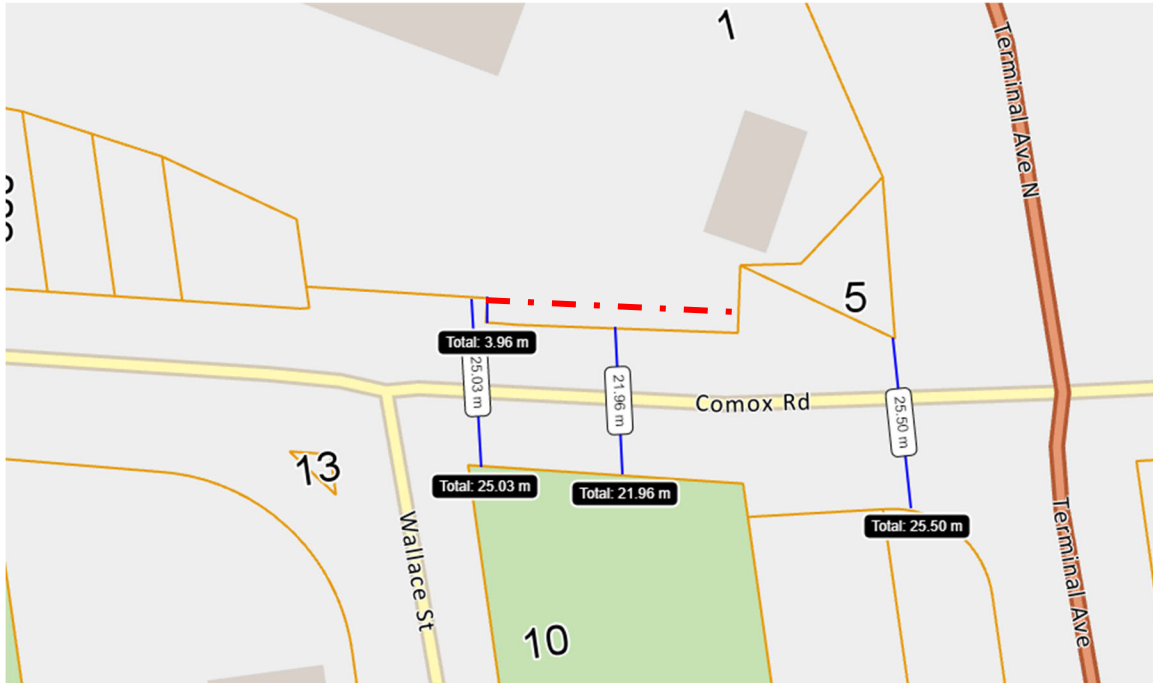 1
Terminal Ave N
5
Total: 3.96 m
25.03 m
21.96 m
25.50 m
Comox Rd
13
Total: 25.03 m
Total: 21.96 m
Total: 25.50 m
Wallace St
Terminal Ave
10